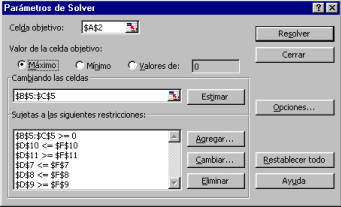 Parámetros de Solver
Celda objetivo: $A$2
Resolver
Valor de la celda objetivo:
Cerrar
Máximo Mínimo Valores de: 0
Cambiando las celdas
$B$5:$C$5
Estimar
Opciones...
Sujetas a las siguientes restricciones:
$B$5:$C$5 >= 0
$D$10 <= $F$10
$D$11 >= $F$11
$D$7 <= $F$7
$D$8 <= $F$8
$D$9 >= $F$9
Agregar...
Cambiar...
Restablecer todo
Eliminar
Ayuda